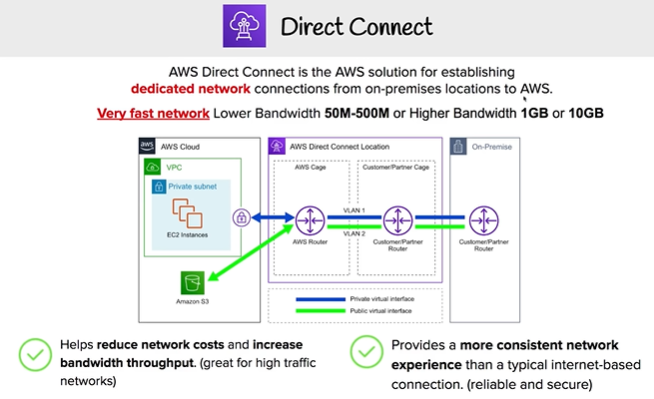 Direct Connect
AWS Direct Connect is the AWS solution for establishing
dedicated network connections from on-premises locations to AWS.
Very fast network Lower Bandwidth 50M-500M or Higher Bandwidth 1GB or 10GB
aws
AWS Cloud
VPC
Private subnet
EC2 Instances
Amazon S3
AWS Direct Connect Location
AWS Cage
Customer/Partner Cage
VLAN 1
VLAN 2
AWS Router
Customer/Partner
Router
On-Premise
Customer/Partner
Router
Private virtual interface
Public virtual interface
Helps reduce network costs and increase
bandwidth throughput. (great for high traffic
networks)
Provides a more consistent network
experience than a typical internet-based
connection. (reliable and secure)